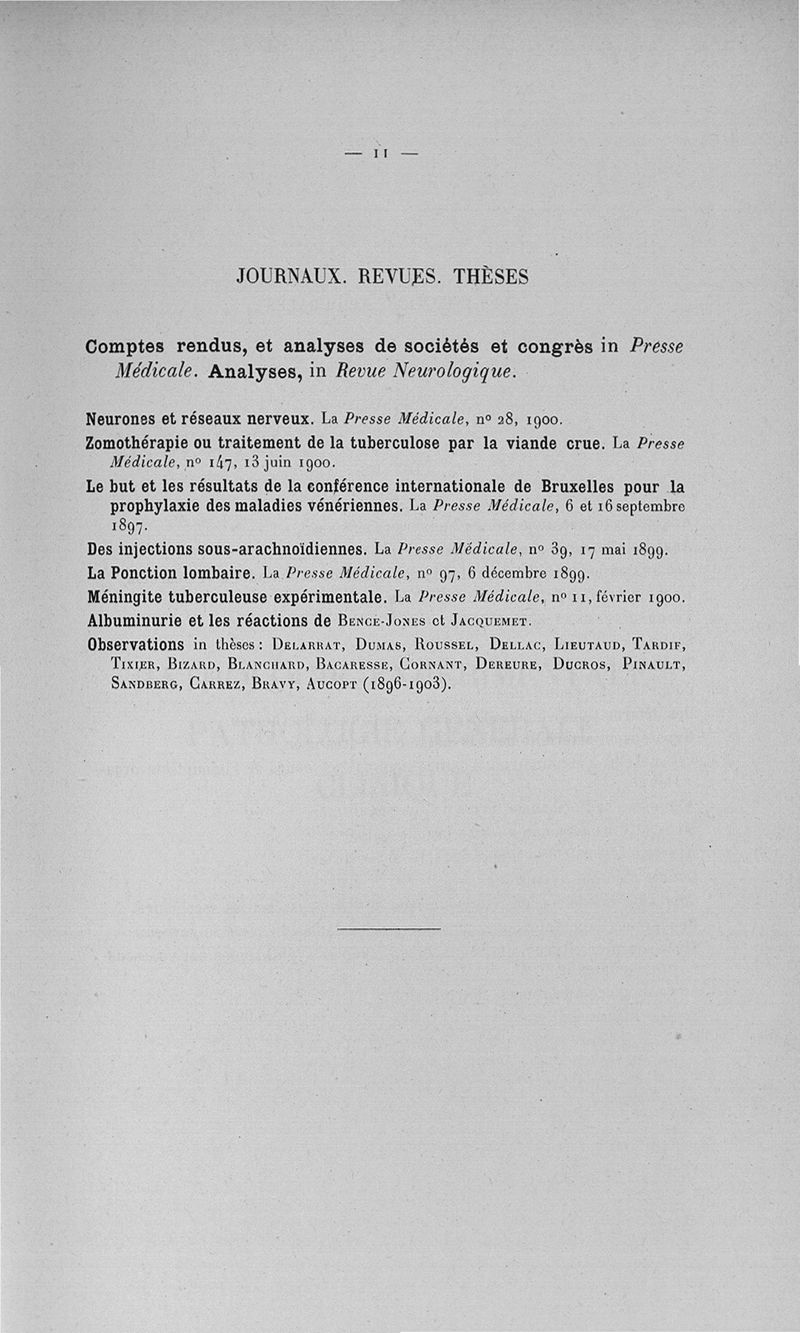 — 11 —
JOURNAUX. REVUES. THÈSES
Comptes rendus, et analyses de sociétés et congrès in Presse
Médicale. Analyses, in Revue Neurologique.
Neurones et réseaux nerveux. La Presse Médicale, nº 28, 1900.
Zomothérapie ou traitement de la tuberculose par la viande crue. La Presse
Médicale, nº 147, 13 juin 1900.
Le but et les résultats de la conférence internationale de Bruxelles pour la
prophylaxie des maladies vénériennes. La Presse Médicale, 6 et 16 septembre
1897.
Des injections sous-arachnoïdiennes. La Presse Médicale, nº 39, 17 mai 1899.
La Ponction lombaire. La Presse Médicale, nº 97, 6 décembre 1899.
Méningite tuberculeuse expérimentale. La Presse Médicale, nº 11, février 1900.
Albuminurie et les réactions de BENCE-JONES et JACQUEMET.
Observations in thèses : DELARRAT, DUMAS, ROUSSEL, DELLAC, LIEUTAUD, TARDIF,
TIXIER, BIZARD, BLANCHARD, BACARESSE, CORNANT, DEREURE, DUCROS, PINAULT,
SANDBERG, CARREZ, BRAVY, AUCOPT (1896-1903).